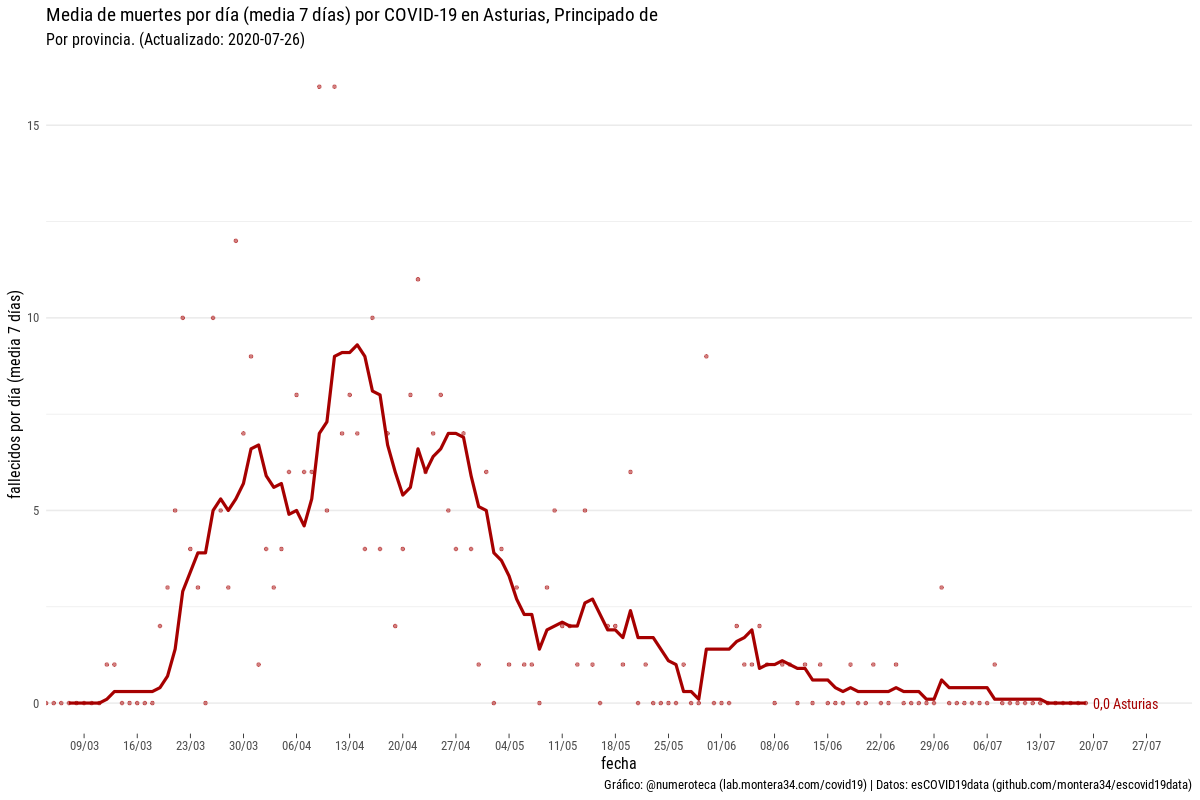 Media de muertes por día (media 7 días) por COVID-19 en Asturias, Principado de
Por provincia. (Actualizado: 2020-07-26)
fallecidos por día (media 7 días)
15
10
5
0
0,0 Asturias
09/03 16/03 23/03 30/03 06/04 13/04 20/04 27/04 04/05 11/05 18/05 25/05 01/06 08/06 15/06 22/06 29/06 06/07 13/07 20/07 27/07
fecha
Gráfico: @numeroteca (lab.montera34.com/covid19) | Datos: esCOVID19data (github.com/montera34/escovid19data)